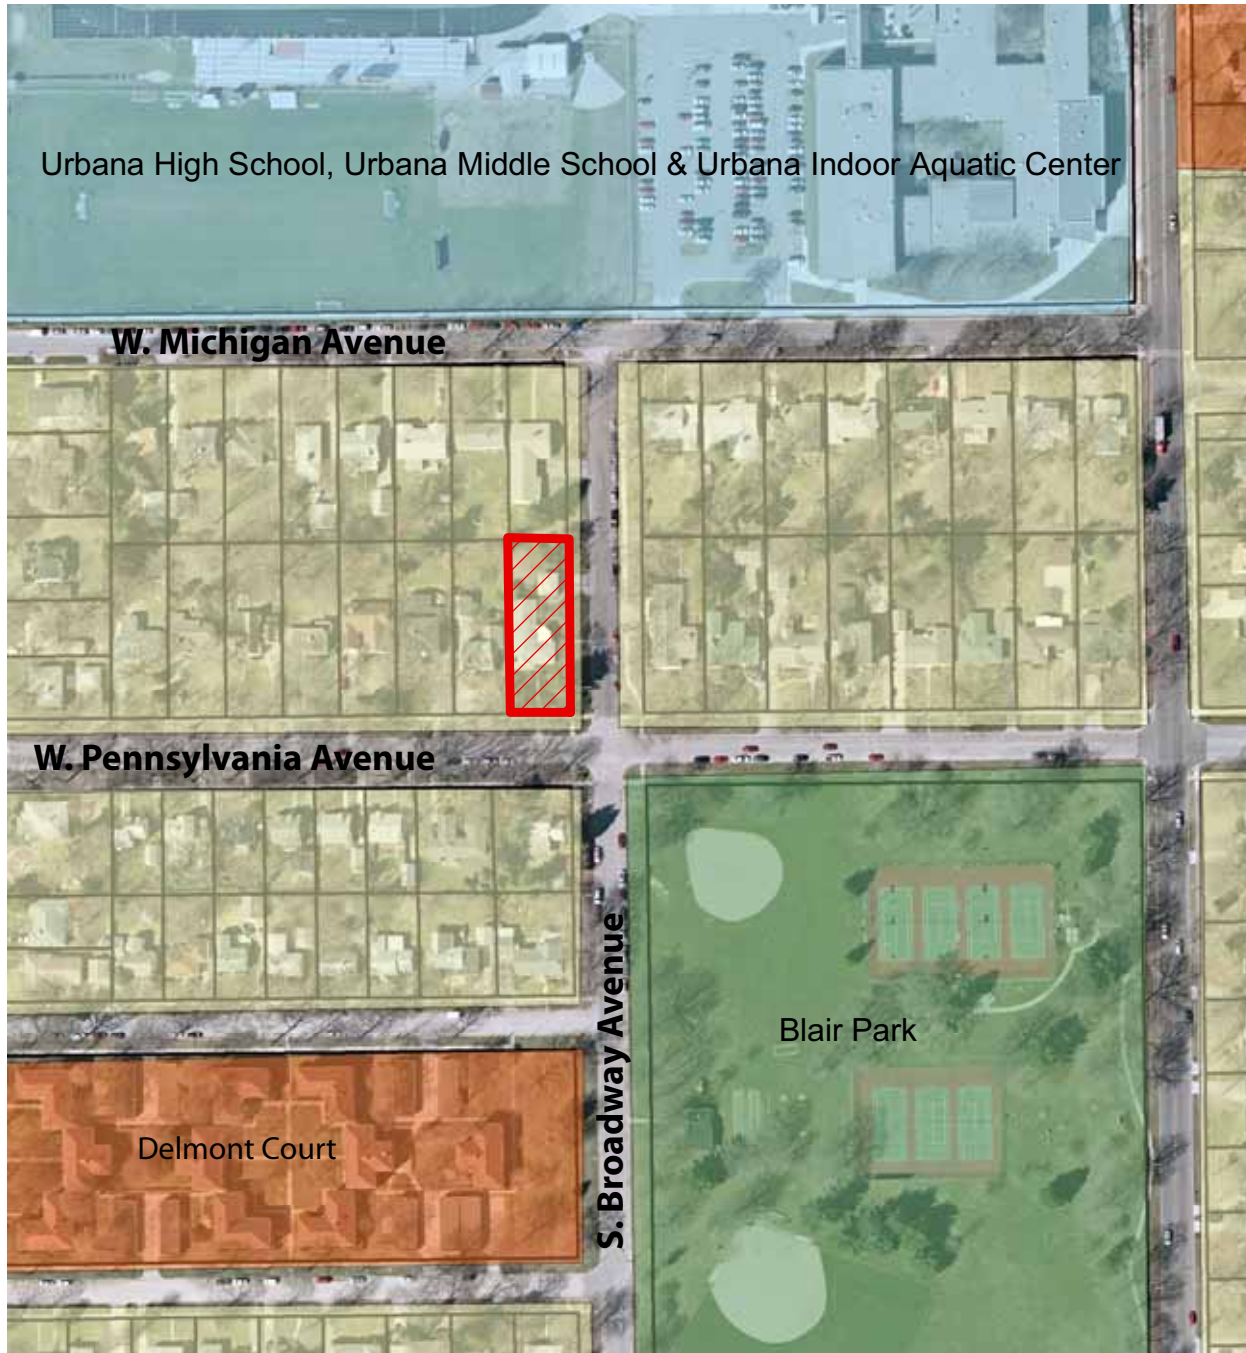 Urbana High School, Urbana Middle School & Urbana Indoor Aquatic Center
W. Michigan Avenue
W. Pennsylvania Avenue
S. Broadway Avenue
Blair Park
Delmont Court